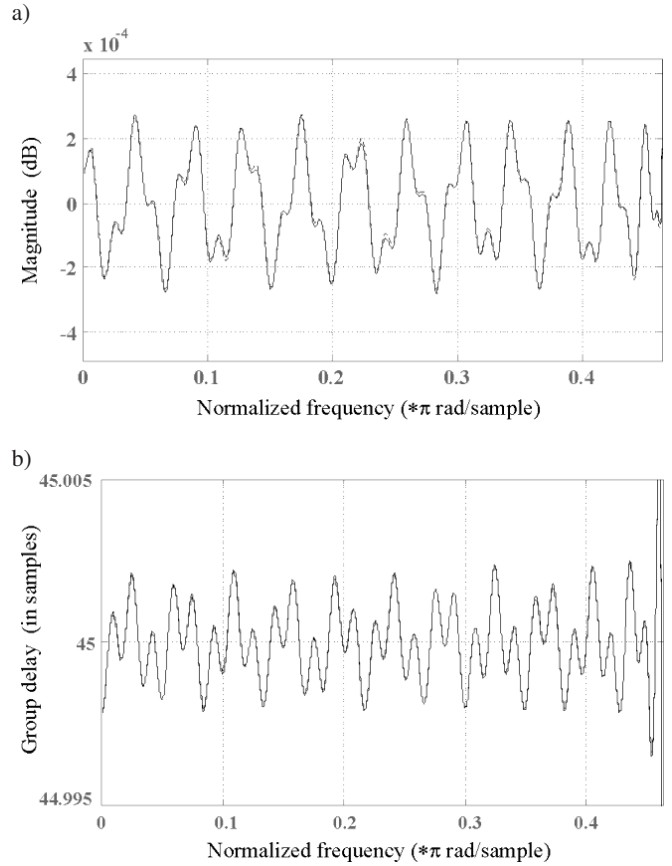 a)
x 10⁻⁴
4
2
0
-2
-4
Magnitude (dB)
0
0.1
0.2
0.3
0.4
Normalized frequency (*π rad/sample)
b)
45.005
45
44.995
Group delay (in samples)
0
0.1
0.2
0.3
0.4
Normalized frequency (*π rad/sample)